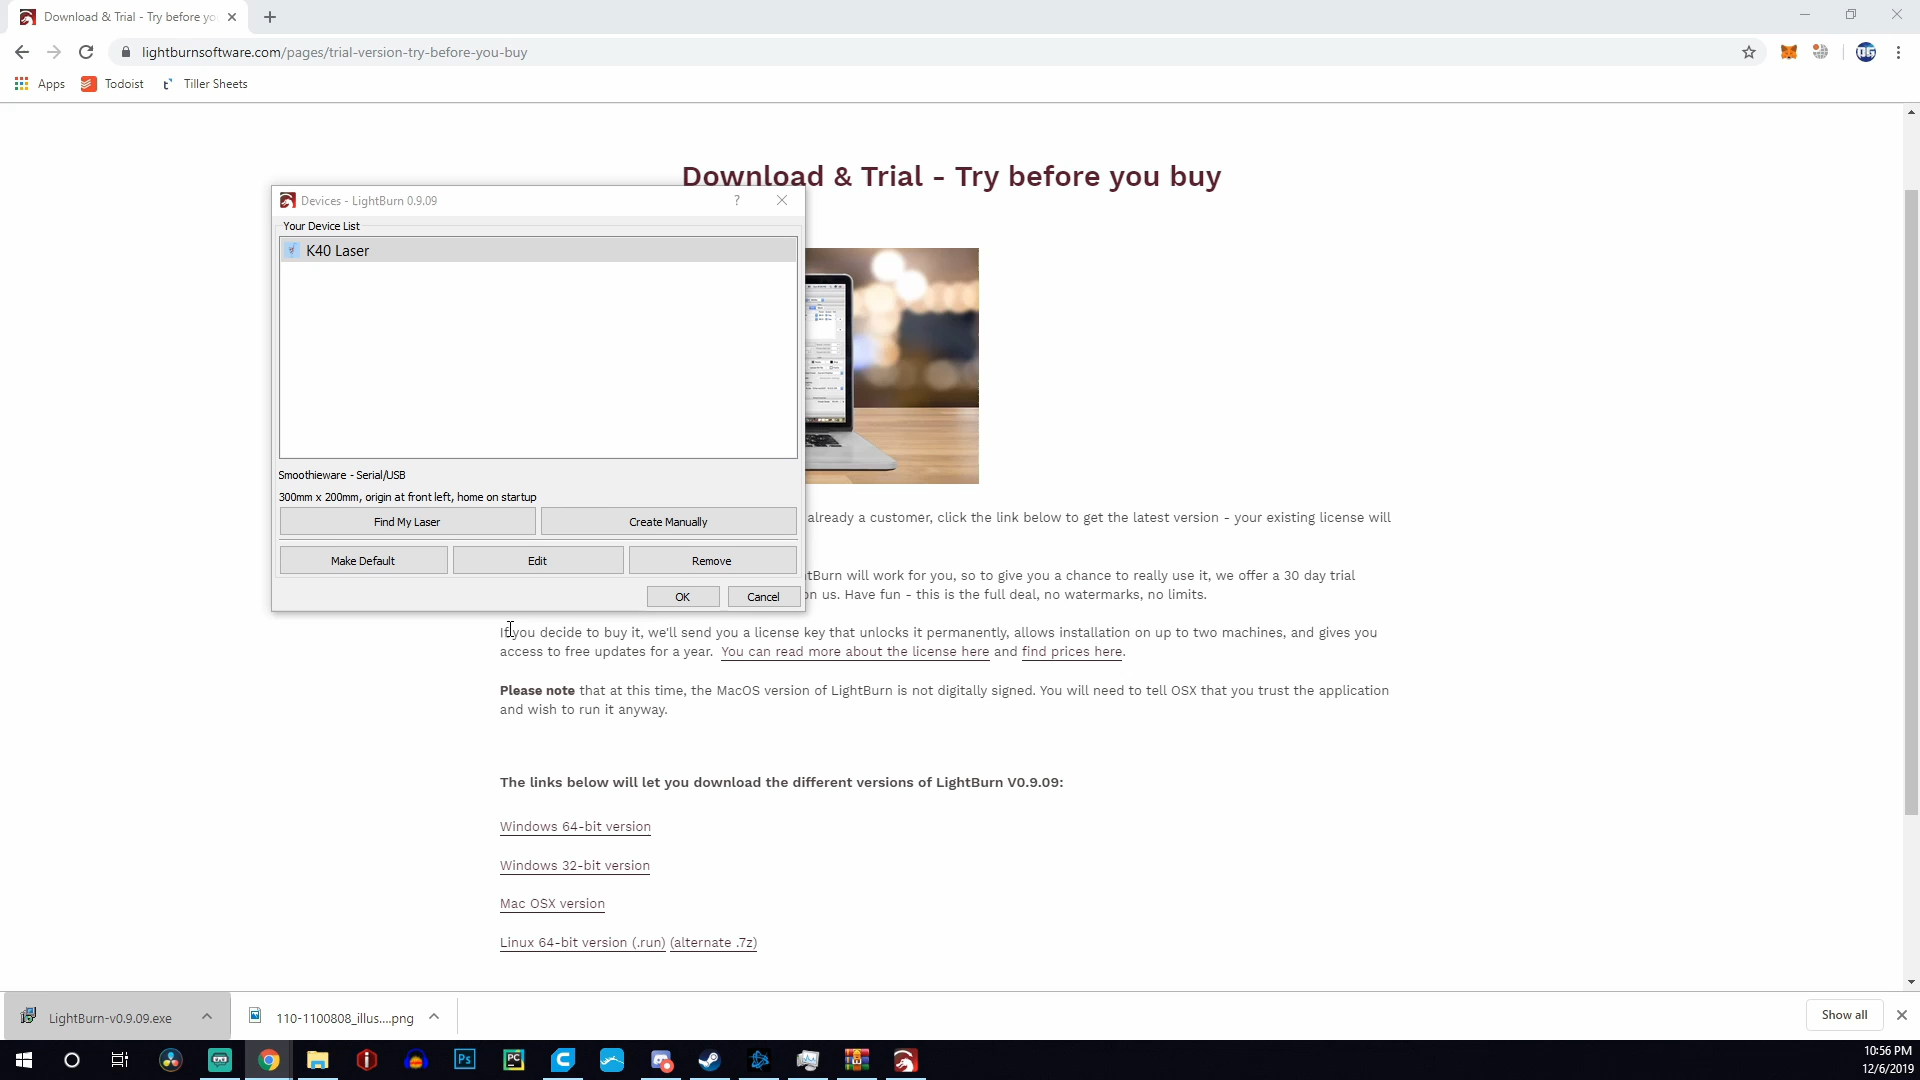 Download & Trial - Try before yo
lightburnsoftware.com/pages/trial-version-try-before-you-buy
Apps
Todoist
Tiller Sheets
Download & Trial - Try before you buy
Devices - LightBurn 0.9.09
?
Your Device List
K40 Laser
Smoothieware - Serial/USB
300mm x 200mm, origin at front left, home on startup
Find My Laser
Create Manually
Make Default
Edit
Remove
OK
Cancel
already a customer, click the link below to get the latest version - your existing license will
tBurn will work for you, so to give you a chance to really use it, we offer a 30 day trial
on us. Have fun - this is the full deal, no watermarks, no limits.
If you decide to buy it, we'll send you a license key that unlocks it permanently, allows installation on up to two machines, and gives you
access to free updates for a year. You can read more about the license here and find prices here.
Please note that at this time, the MacOS version of LightBurn is not digitally signed. You will need to tell OSX that you trust the application
and wish to run it anyway.
The links below will let you download the different versions of LightBurn V0.9.09:
Windows 64-bit version
Windows 32-bit version
Mac OSX version
Linux 64-bit version (.run) (alternate .7z)
LightBurn-v0.9.09.exe
110-1100808_illus....png
Show all
Ps
PC
10:56 PM
12/6/2019